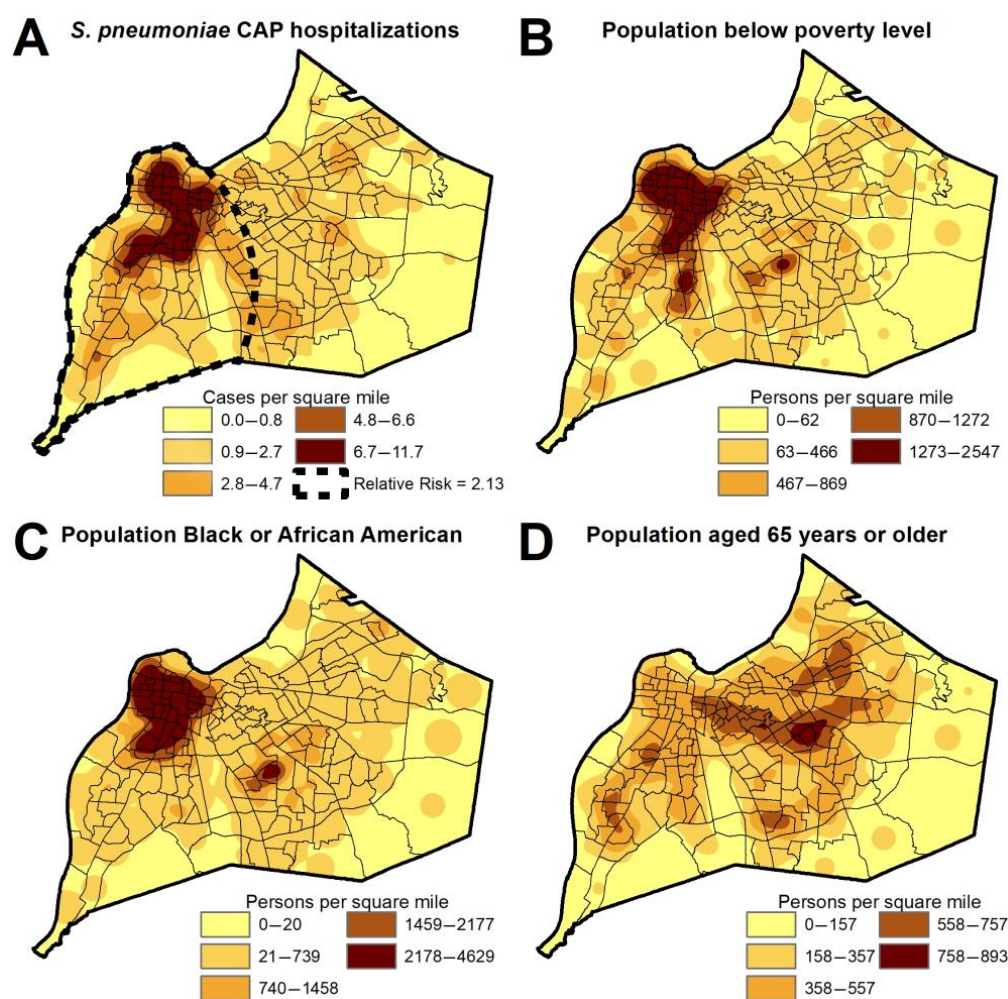 A S. pneumoniae CAP hospitalizations
Cases per square mile
0.0–0.8 4.8–6.6
0.9–2.7 6.7–11.7
2.8–4.7 Relative Risk = 2.13
B Population below poverty level
Persons per square mile
0–62 870–1272
63–466 1273–2547
467–869
C Population Black or African American
Persons per square mile
0–20 1459–2177
21–739 2178–4629
740–1458
D Population aged 65 years or older
Persons per square mile
0–157 558–757
158–357 758–893
358–557